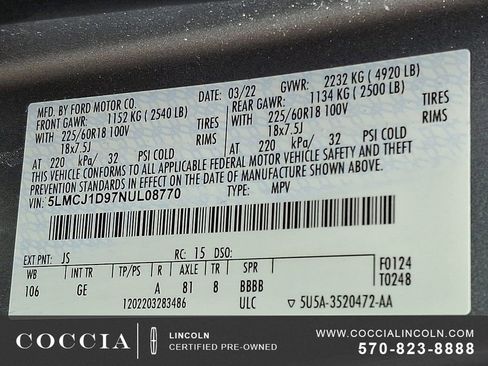 MFD. BY FORD MOTOR CO. DATE: 03/22 GVWR: 2232 KG ( 4920 LB)
FRONT GAWR: 1152 KG ( 2540 LB) REAR GAWR: 1134 KG ( 2500 LB)
WITH 225/60R18 100V TIRES WITH 225/60R18 100V TIRES
18x7.5J RIMS 18x7.5J RIMS
AT 220 kPa/ 32 PSI COLD AT 220 kPa/ 32 PSI COLD
THIS VEHICLE CONFORMS TO ALL APPLICABLE FEDERAL MOTOR VEHICLE SAFETY AND THEFT
PREVENTION STANDARDS IN EFFECT ON THE DATE OF MANUFACTURE SHOWN ABOVE.
VIN: 5LMCJ1D97NUL08770 TYPE: MPV
EXT PNT: JS RC: 15 DSO: F0124
WB INT TR TP/PS R AXLE TR SPR T0248
106 GE A 81 8 BBBB
1202203283486 ULC 5U5A-3520472-AA
COCCIA LINCOLN
CERTIFIED PRE-OWNED
WWW.COCCIALINCOLN.COM
570-823-8888